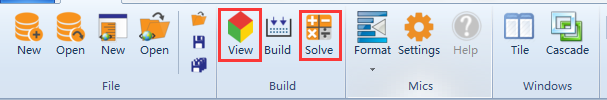 New Open New Open View Build Solve Format Settings Help Tile Cascade
File Build Mics Windows